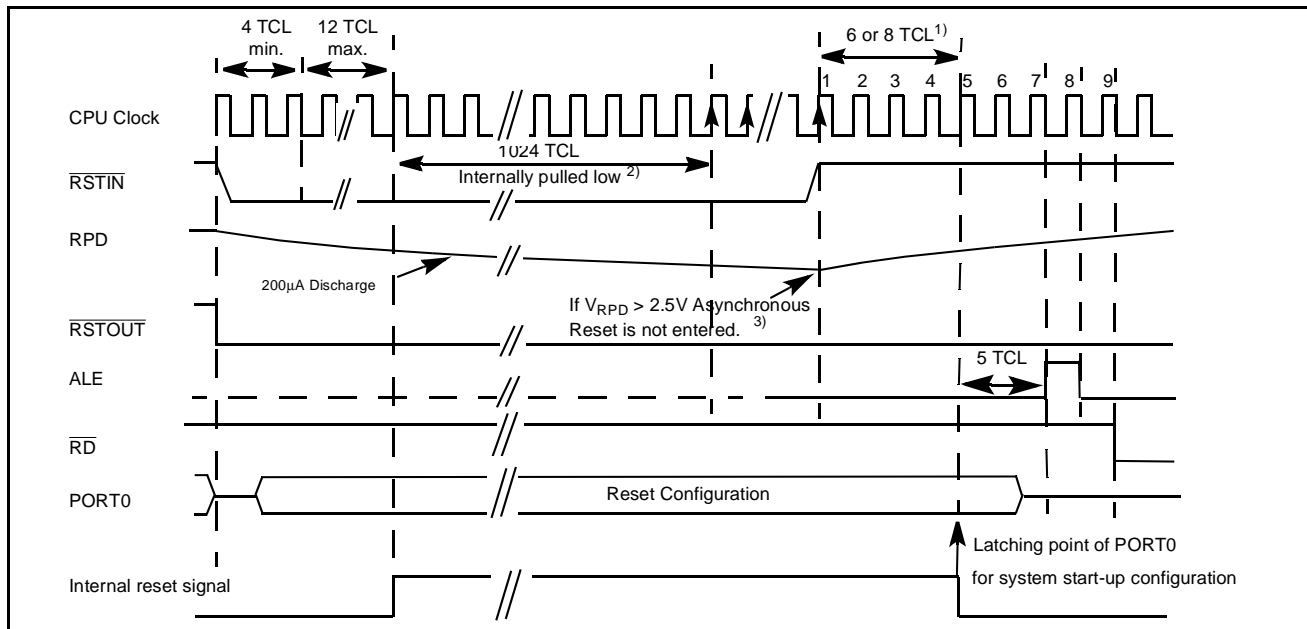 4 TCL
min.
12 TCL
max.
6 or 8 TCL1)
1 2 3 4 5 6 7 8 9
CPU Clock
1024 TCL
Internally pulled low 2)
RSTIN
RPD
200µA Discharge
If VRPD > 2.5V Asynchronous
Reset is not entered. 3)
RSTOUT
5 TCL
ALE
RD
Reset Configuration
PORT0
Latching point of PORT0
for system start-up configuration
Internal reset signal